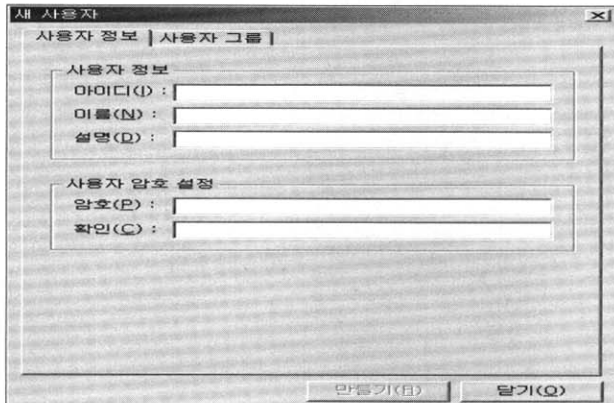 새 사용자
사용자 정보 사용자 그룹
사용자 정보
아이디(I) :
이름(N) :
설명(D) :
사용자 암호 설정
암호(P) :
확인(C) :
만들기(A) 닫기(O)